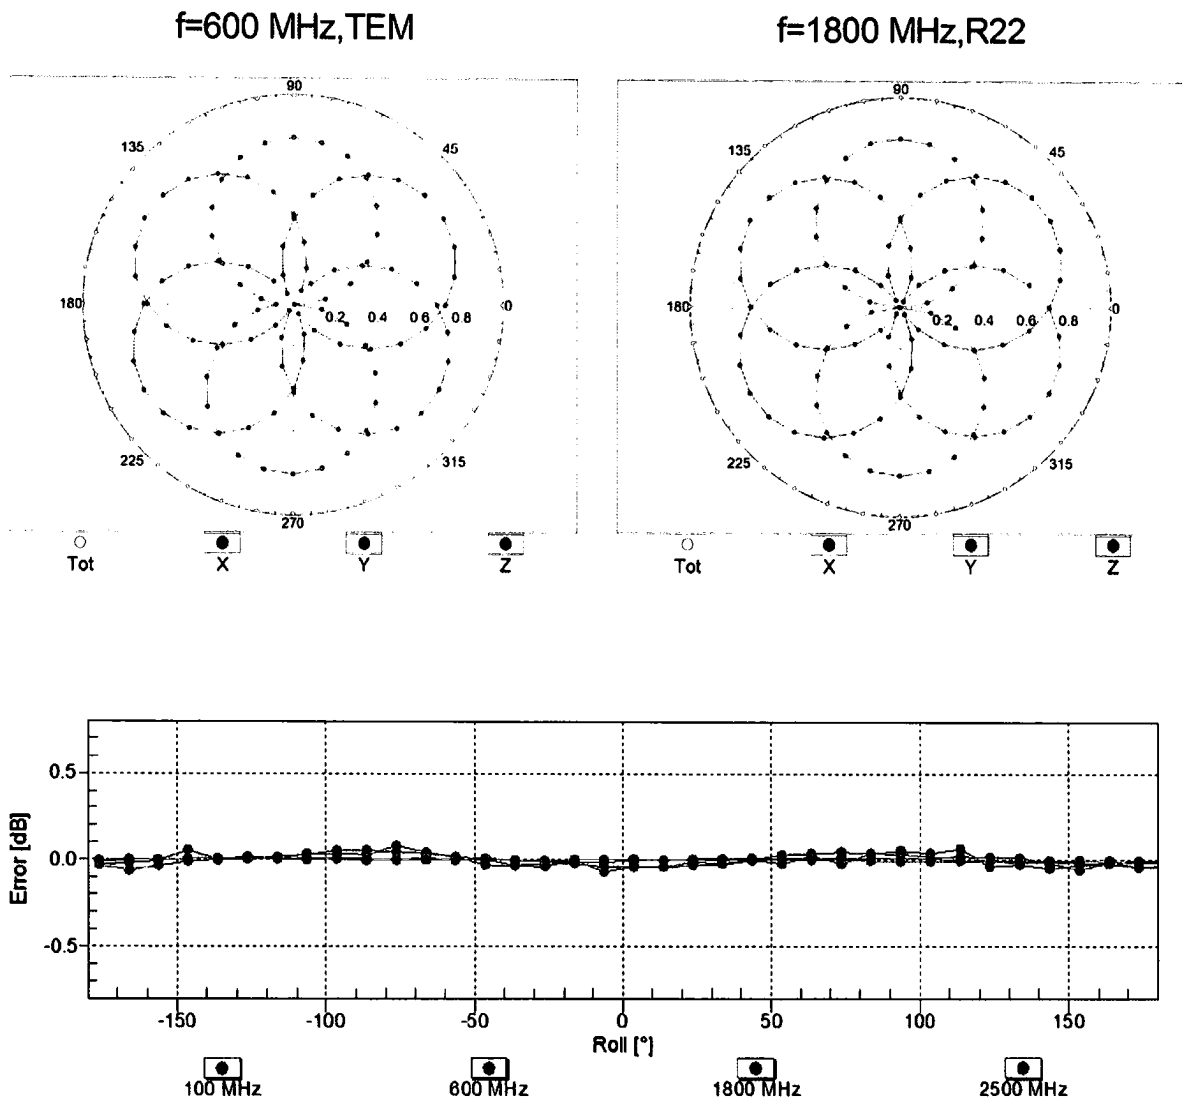 f=600 MHz,TEM
f=1800 MHz,R22
90
135
45
180
0.2 0.4 0.6 0.8
0
225
315
270
Tot X Y Z
90
135
45
180
0.2 0.4 0.6 0.8
0
225
315
270
Tot X Y Z
0.5
0.0
-0.5
Error [dB]
-150 -100 -50 0 50 100 150
Roll [°]
100 MHz 600 MHz 1800 MHz 2500 MHz